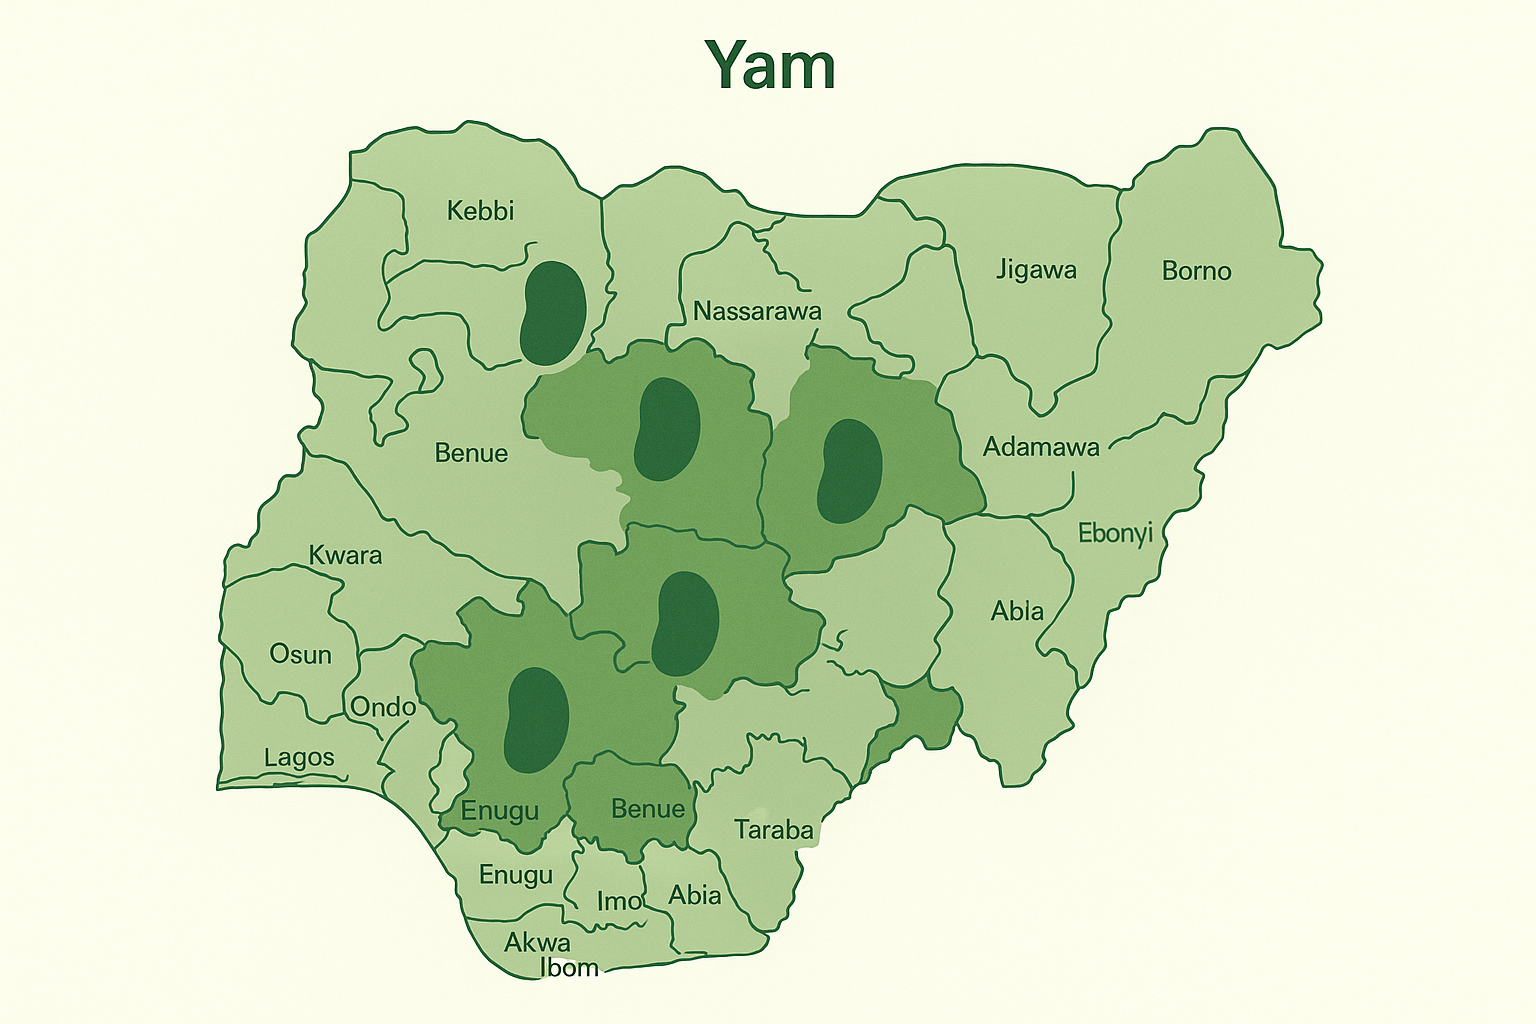 Yam
Kebbi
Jigawa
Borno
Nassarawa
Benue
Adamawa
Ebonyi
Kwara
Abia
Osun
Ondo
Lagos
Enugu
Benue
Taraba
Enugu
Imo
Abia
Akwa
Ibom